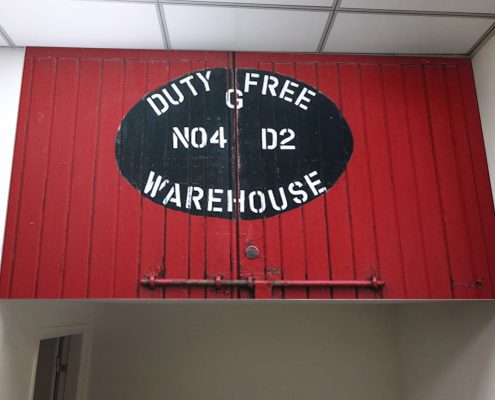 DUTY FREE
G
NO4 D2
WAREHOUSE